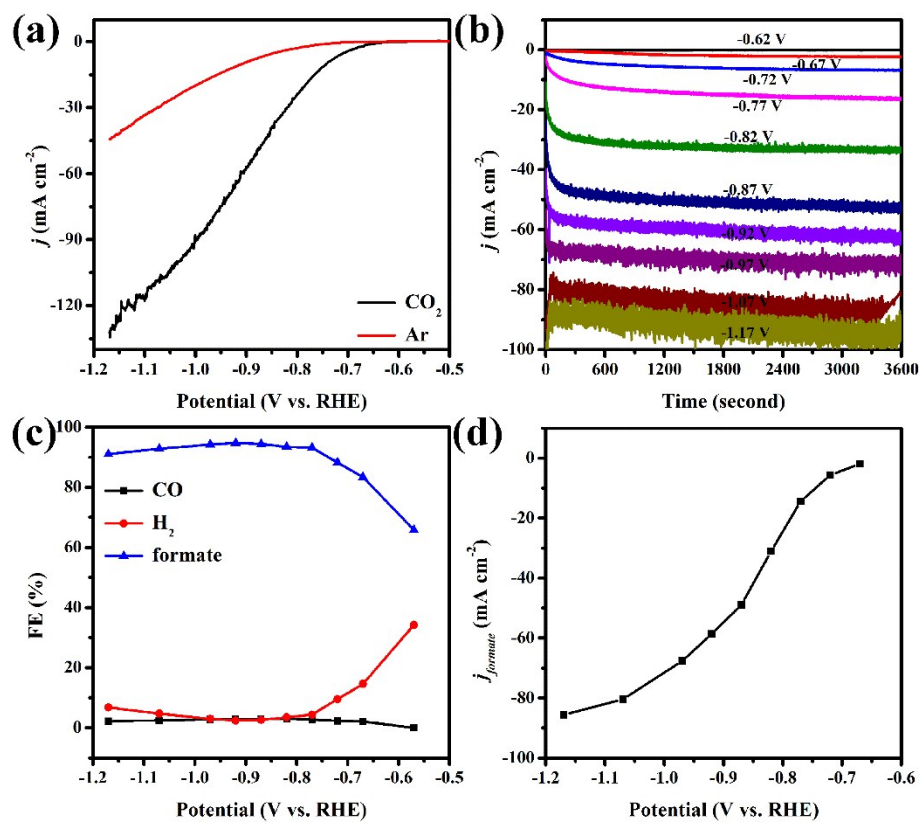 (a)
0
-30
-60
-90
-120
j (mA cm-2)
CO2
Ar
-1.2 -1.1 -1.0 -0.9 -0.8 -0.7 -0.6 -0.5
Potential (V vs. RHE)
(b)
0
-20
-40
-60
-80
-100
j (mA cm-2)
-0.62 V
-0.67 V
-0.72 V
-0.77 V
-0.82 V
-0.87 V
-0.92 V
-0.97 V
-1.07 V
-1.17 V
0 600 1200 1800 2400 3000 3600
Time (second)
(c)
100
80
60
40
20
0
FE (%)
CO
H2
formate
-1.2 -1.1 -1.0 -0.9 -0.8 -0.7 -0.6 -0.5
Potential (V vs. RHE)
(d)
0
-20
-40
-60
-80
-100
jformate (mA cm-2)
-1.2 -1.1 -1.0 -0.9 -0.8 -0.7 -0.6
Potential (V vs. RHE)